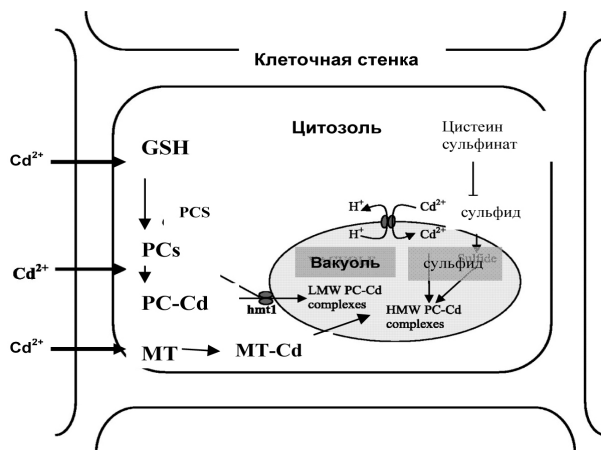 Клеточная стенка
Цитозоль
Цистеин
сульфинат
Cd²⁺
GSH
PCS
H⁺
Cd²⁺
сульфид
H⁺
Cd²⁺
PCs
Cd²⁺
Вакуоль
сульфид
Sulfide
PC-Cd
hmt1
LMW PC-Cd
complexes
HMW PC-Cd
complexes
Cd²⁺
MT
MT-Cd